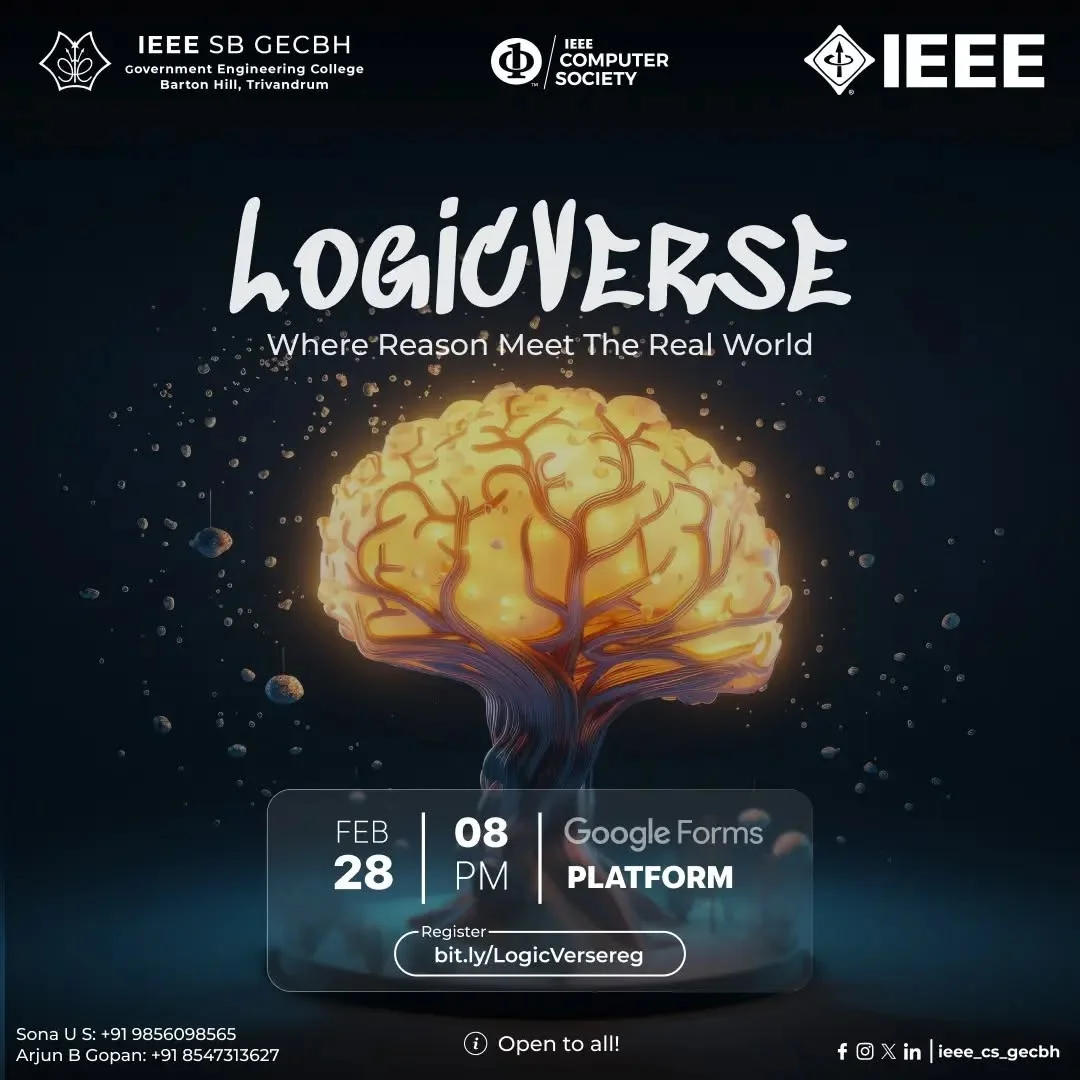 IEEE SB GECBH
Government Engineering College
Barton Hill, Trivandrum
IEEE
COMPUTER
SOCIETY
TM
IEEE
®
LOGICVERSE
Where Reason Meet The Real World
FEB
28
08
PM
Google Forms
PLATFORM
Register
bit.ly/LogicVersereg
Sona U S: +91 9856098565
Arjun B Gopan: +91 8547313627
i Open to all!
ieee_cs_gecbh